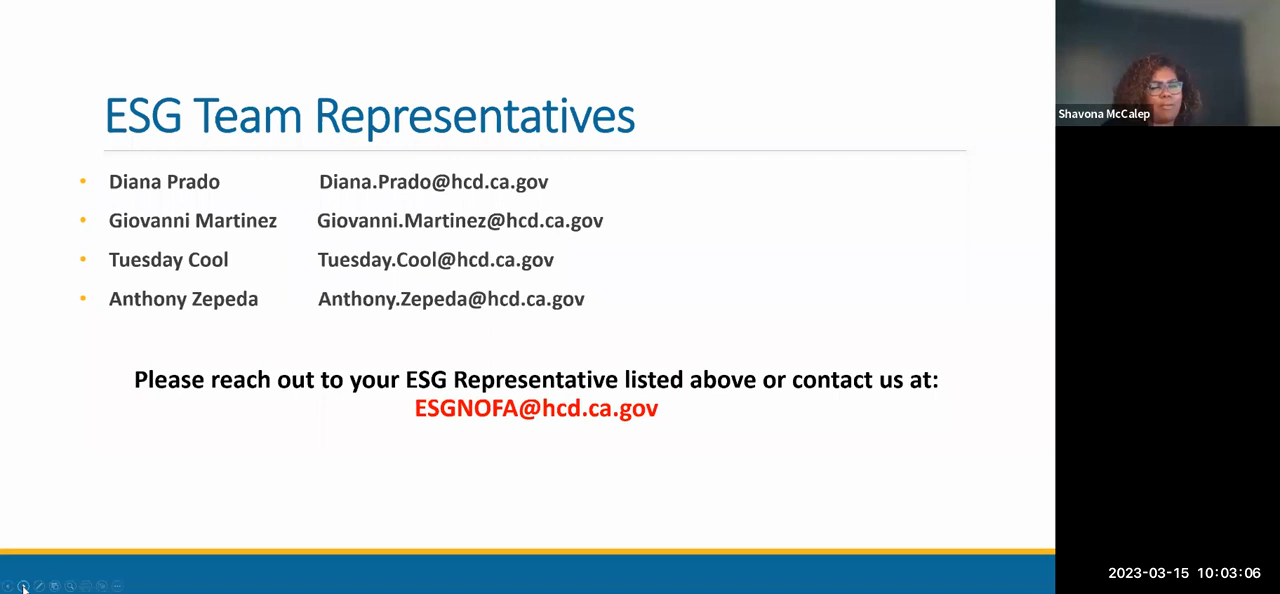 ESG Team Representatives
• Diana Prado Diana.Prado@hcd.ca.gov
• Giovanni Martinez Giovanni.Martinez@hcd.ca.gov
• Tuesday Cool Tuesday.Cool@hcd.ca.gov
• Anthony Zepeda Anthony.Zepeda@hcd.ca.gov
Please reach out to your ESG Representative listed above or contact us at:
ESGNOFA@hcd.ca.gov
Shavona McCalep
2023-03-15 10:03:06